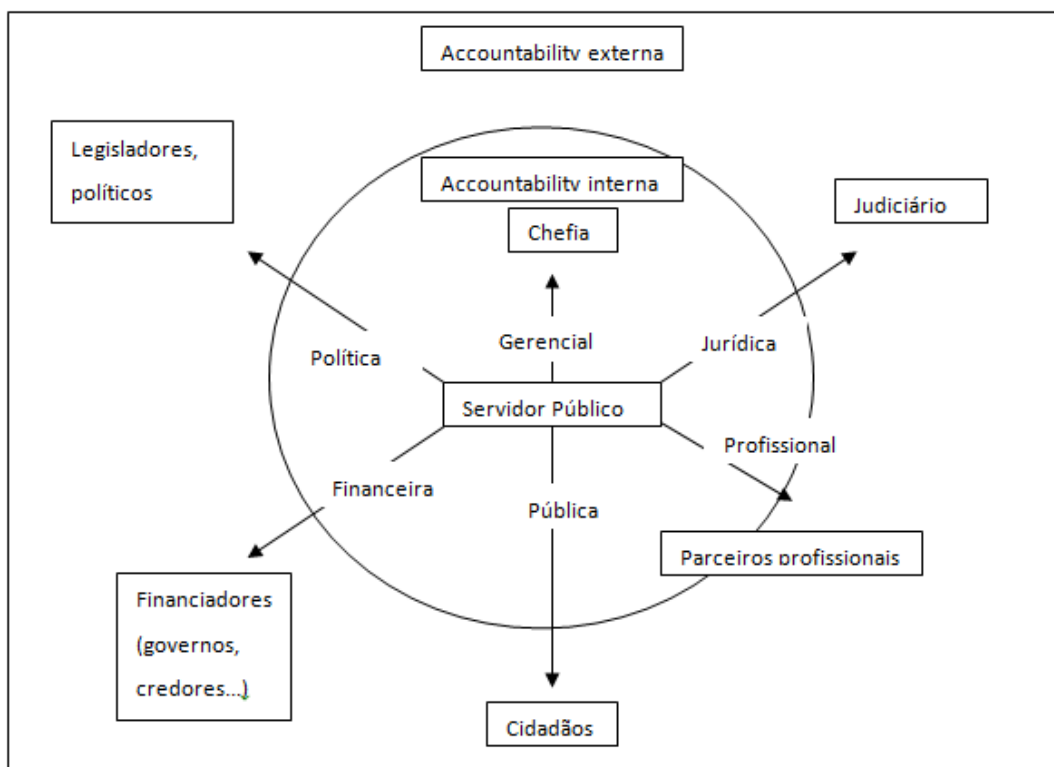 Accountability externa
Legisladores,
políticos
Accountability interna
Chefia
Judiciário
Gerencial
Jurídica
Política
Servidor Público
Profissional
Financeira
Pública
Parceiros profissionais
Financiadores
(governos,
credores...)
Cidadãos